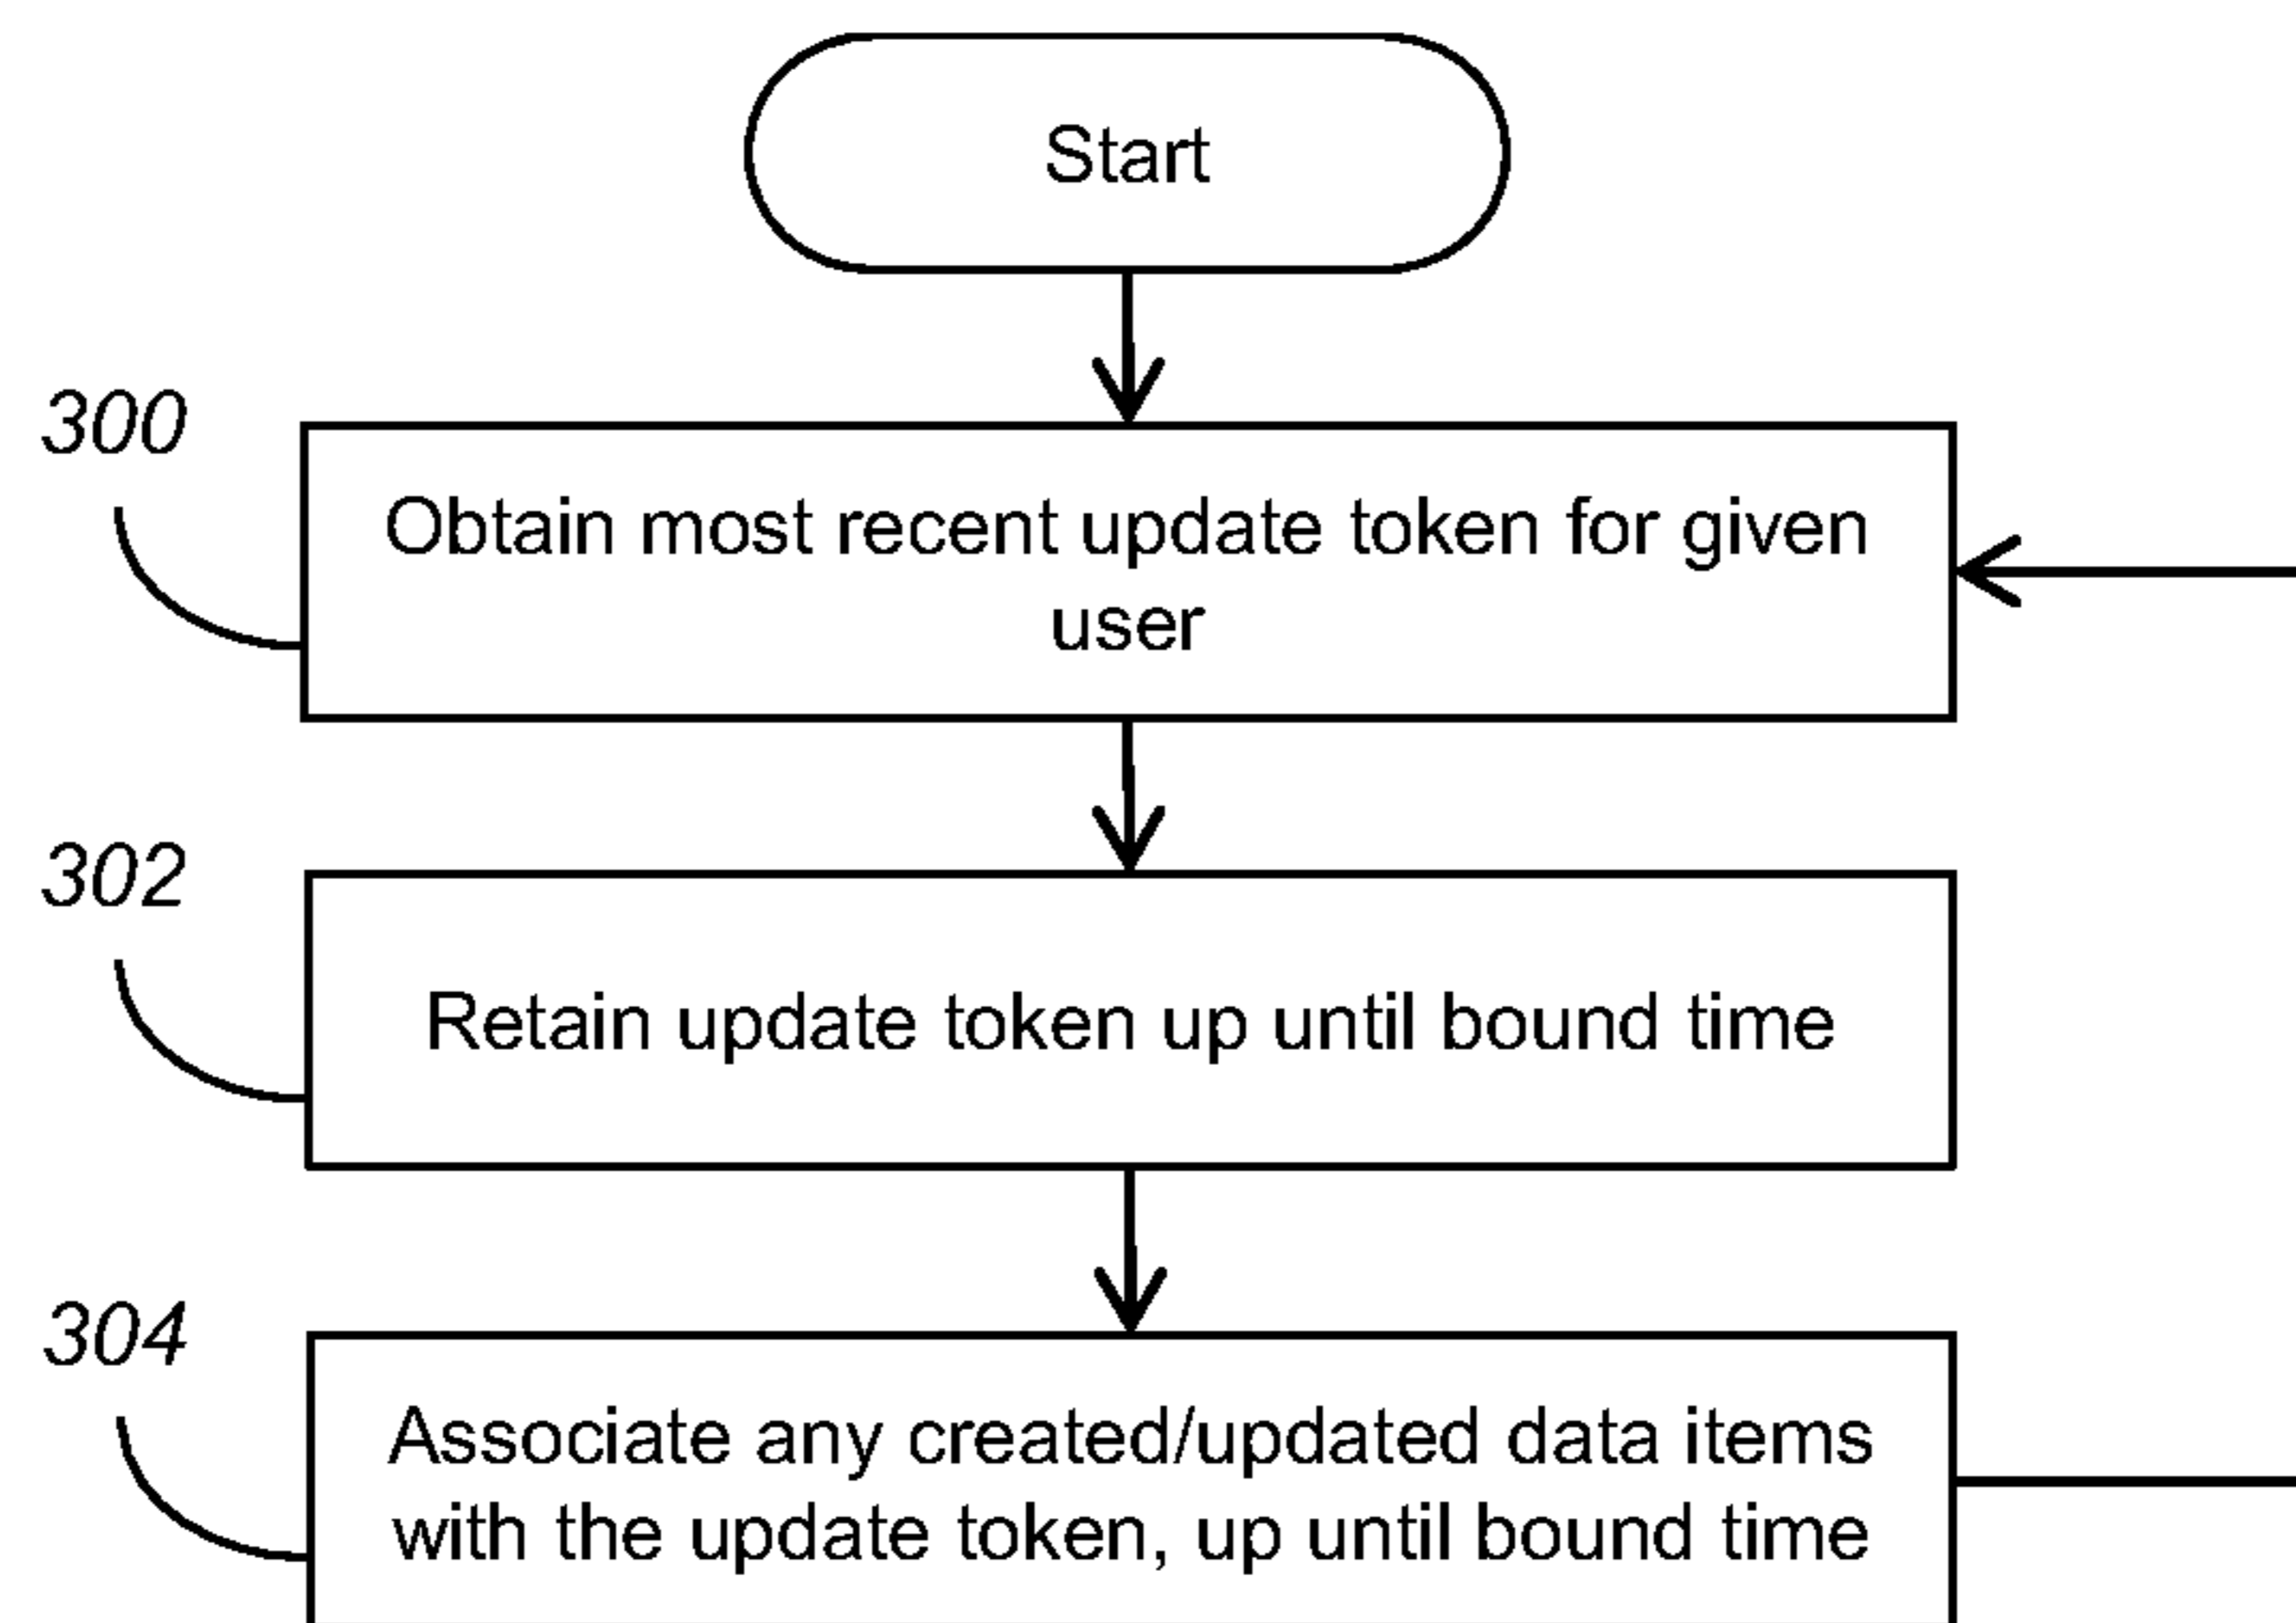 Start
300
Obtain most recent update token for given
user
302
Retain update token up until bound time
304
Associate any created/updated data items
with the update token, up until bound time